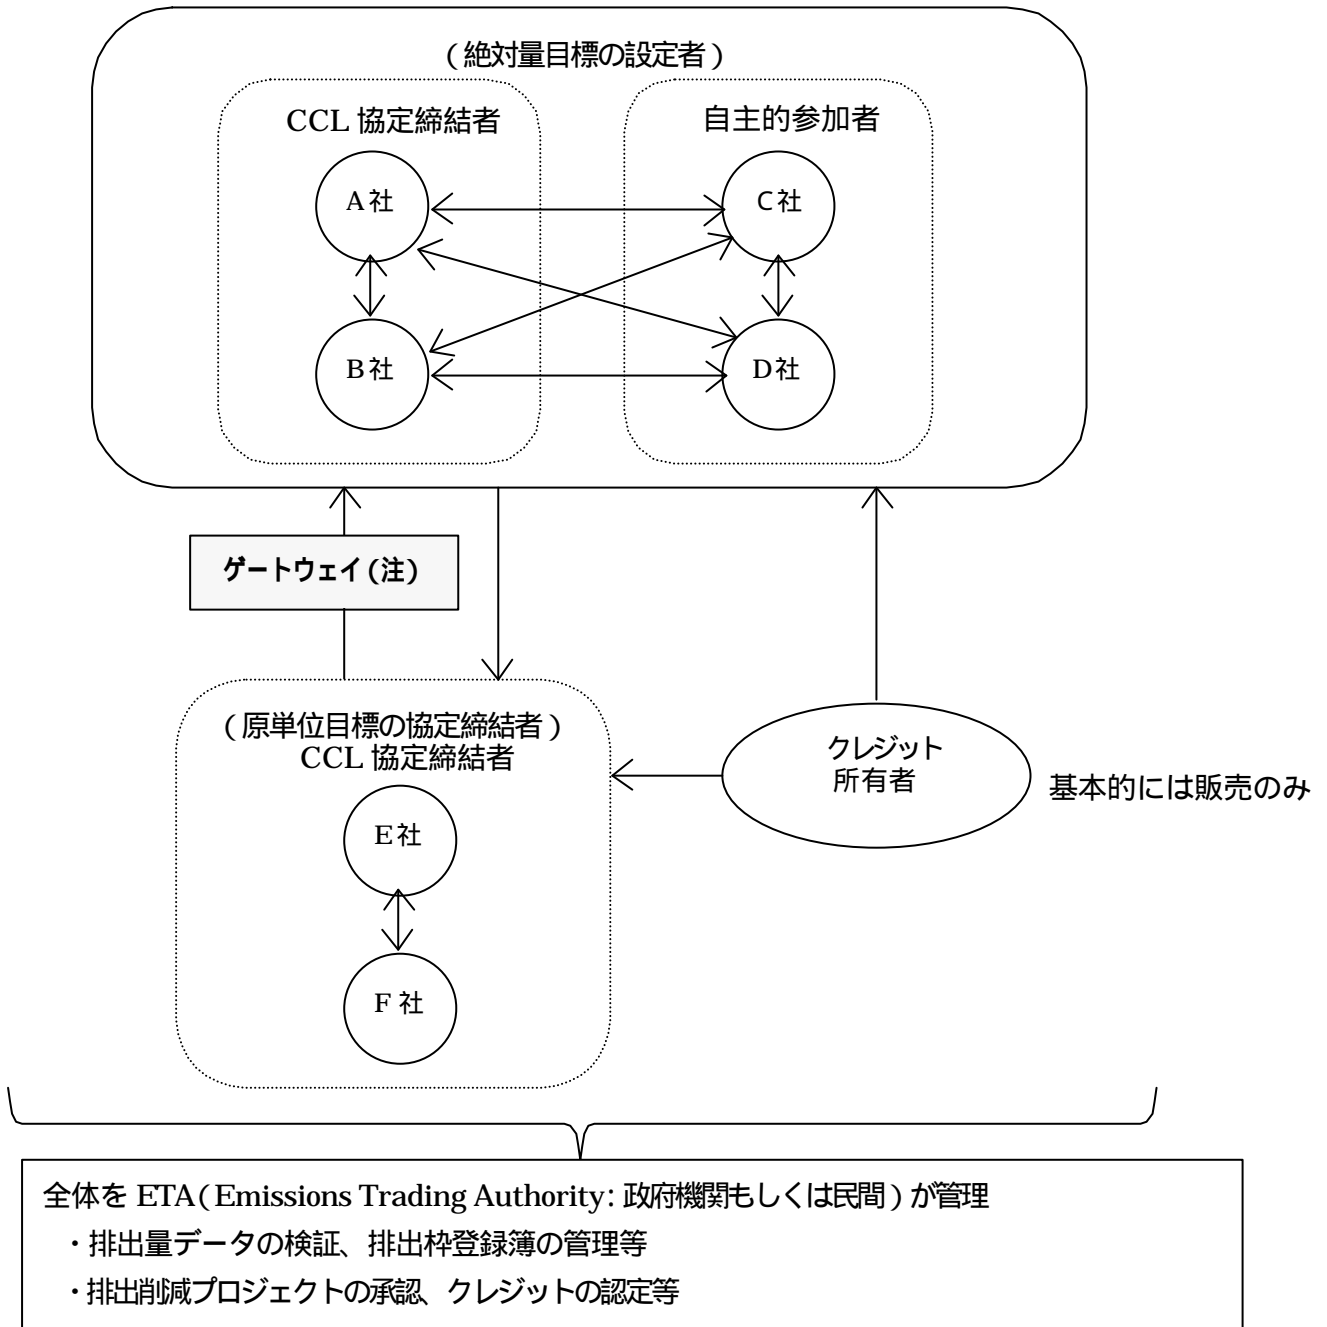 (絶対量目標の設定者)
CCL 協定締結者
自主的参加者
A社
C社
B社
D社
ゲートウェイ(注)
(原単位目標の協定締結者)
CCL 協定締結者
クレジット
所有者
基本的には販売のみ
E社
F 社
全体を ETA(Emissions Trading Authority: 政府機関もしくは民間)が管理
・排出量データの検証、排出枠登録簿の管理等
・排出削減プロジェクトの承認、クレジットの認定等